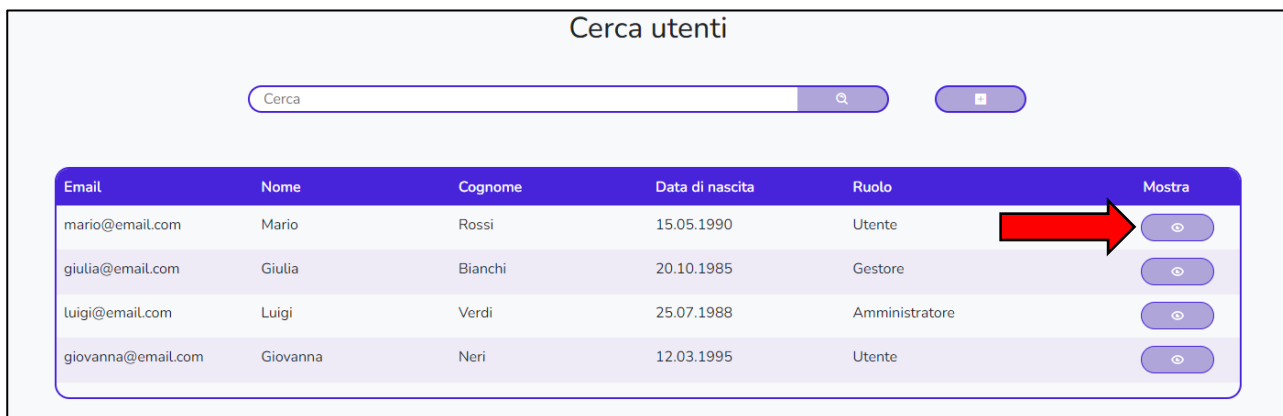 Cerca utenti
Cerca
Email Nome Cognome Data di nascita Ruolo Mostra
mario@email.com Mario Rossi 15.05.1990 Utente
giulia@email.com Giulia Bianchi 20.10.1985 Gestore
luigi@email.com Luigi Verdi 25.07.1988 Amministratore
giovanna@email.com Giovanna Neri 12.03.1995 Utente